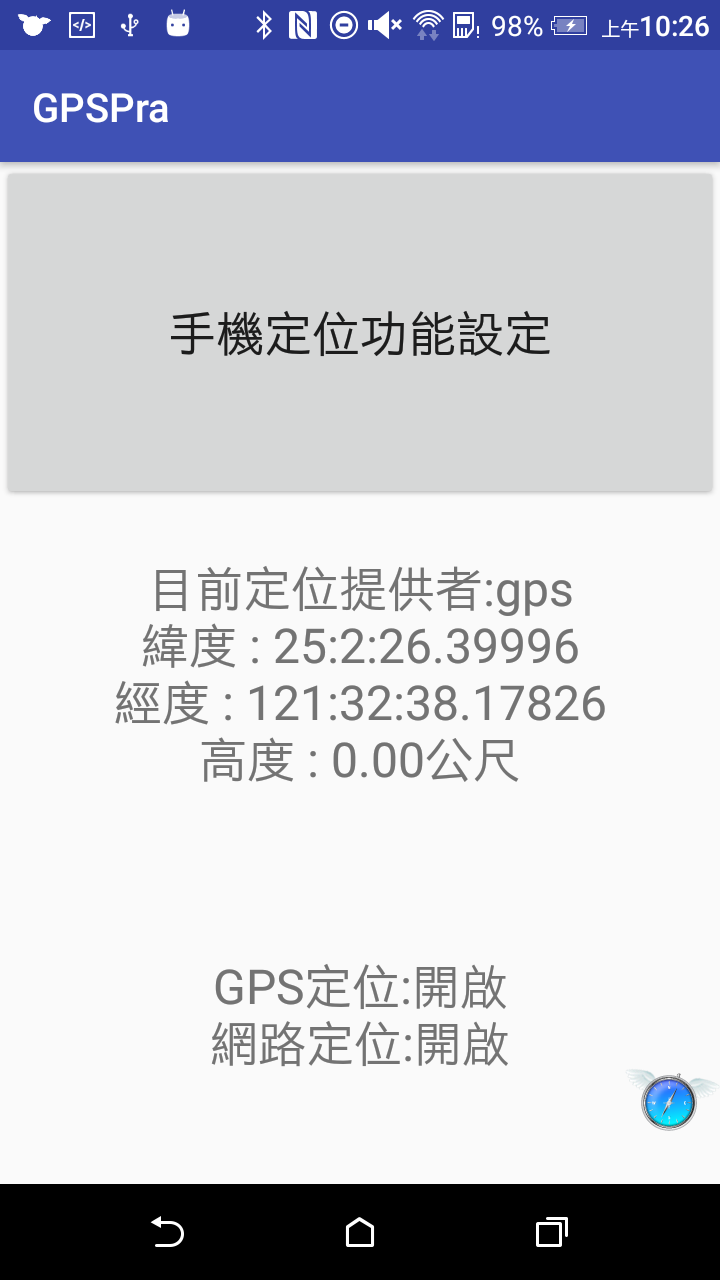 98% 上午10:26
GPSPra
手機定位功能設定
目前定位提供者:gps
緯度 : 25:2:26.39996
經度 : 121:32:38.17826
高度 : 0.00公尺
GPS定位:開啟
網路定位:開啟